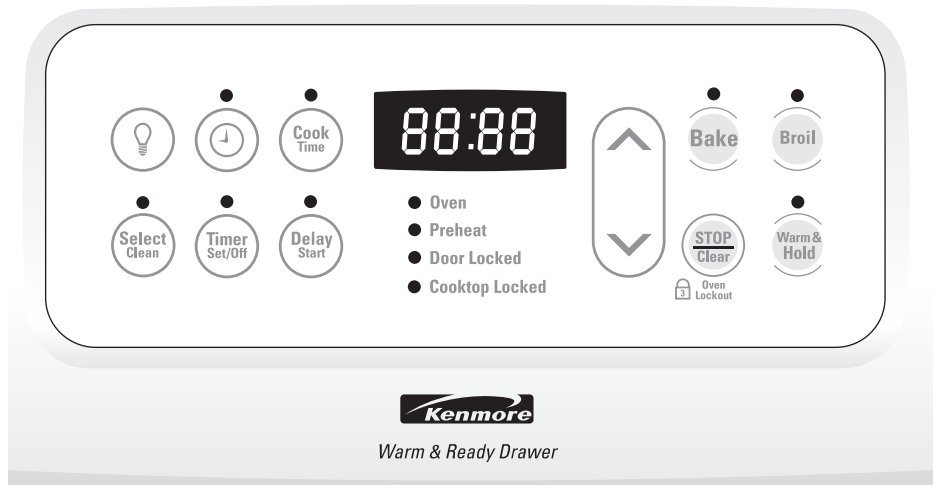 Cook
Time
88:88
Bake
Broil
Select
Clean
Timer
Set/Off
Delay
Start
Oven
Preheat
Door Locked
Cooktop Locked
STOP
Clear
Warm &
Hold
3
Oven
Lockout
Kenmore
Warm & Ready Drawer